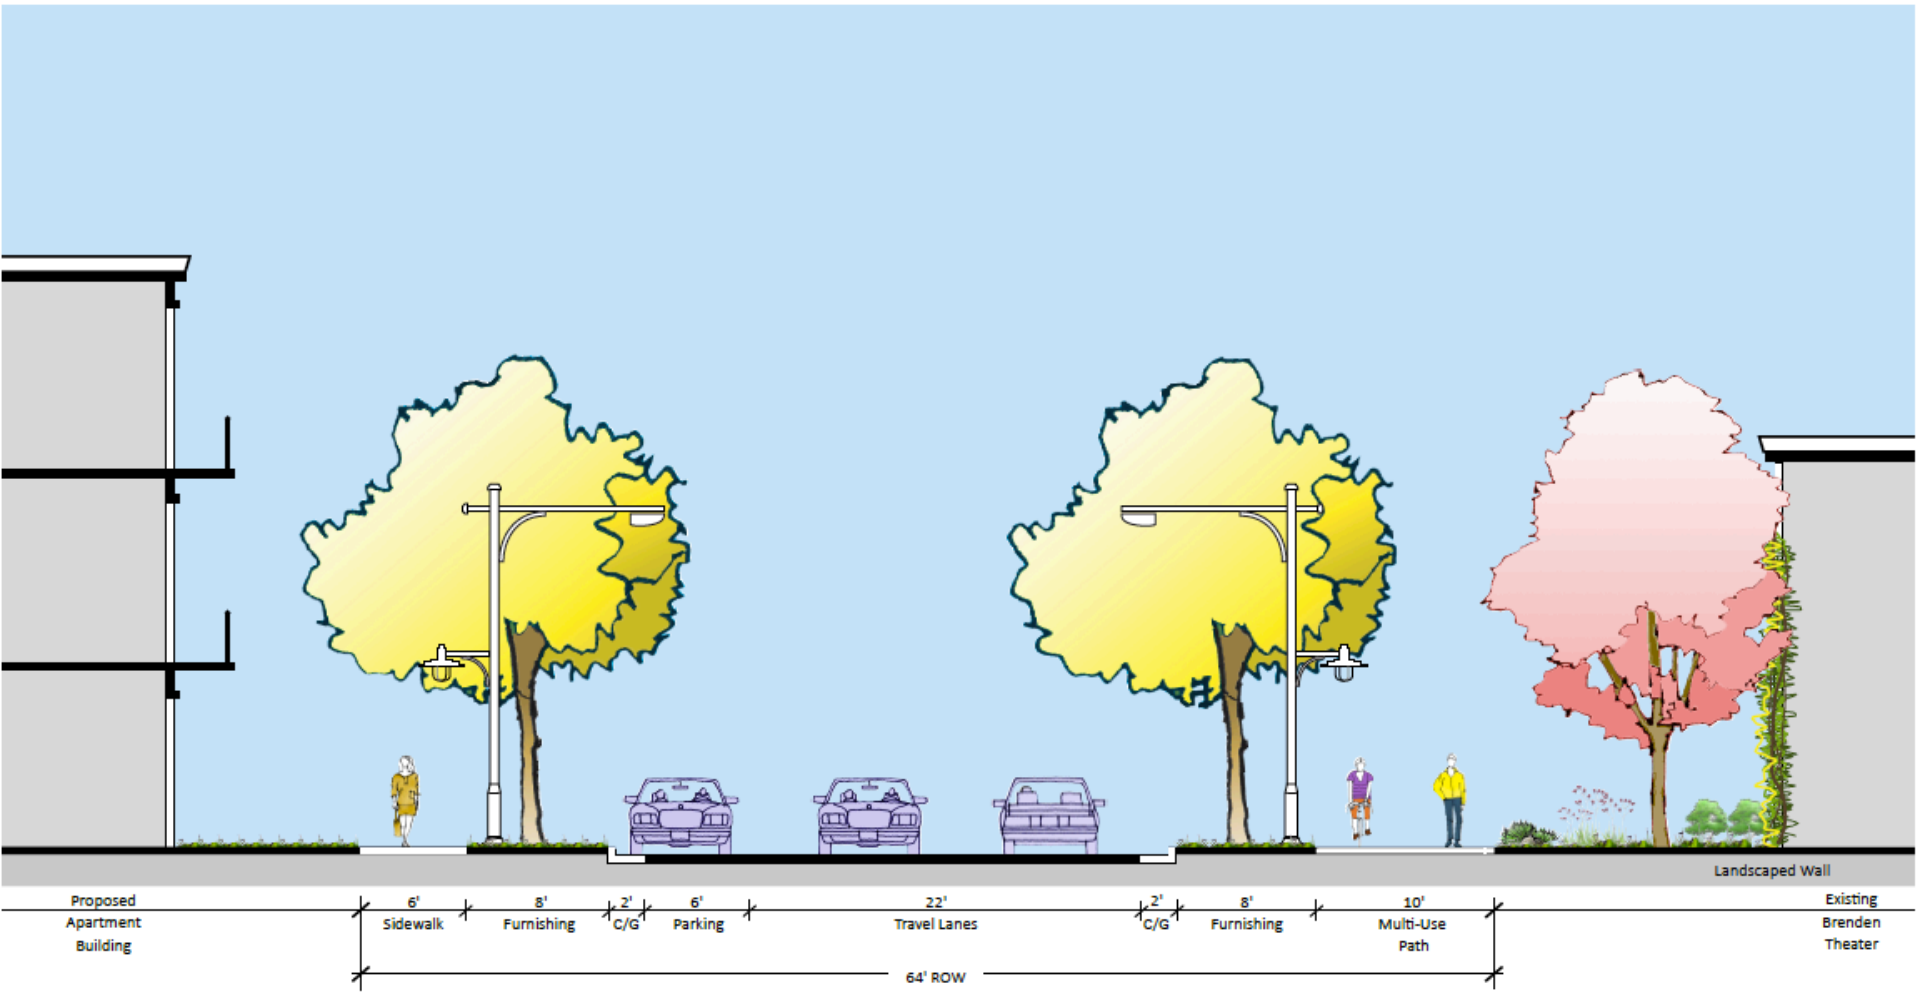 Landscaped Wall
Proposed
Apartment
Building
6'
Sidewalk
8'
Furnishing
2'
C/G
6'
Parking
22'
Travel Lanes
2'
C/G
8'
Furnishing
10'
Multi-Use
Path
Existing
Brenden
Theater
64' ROW